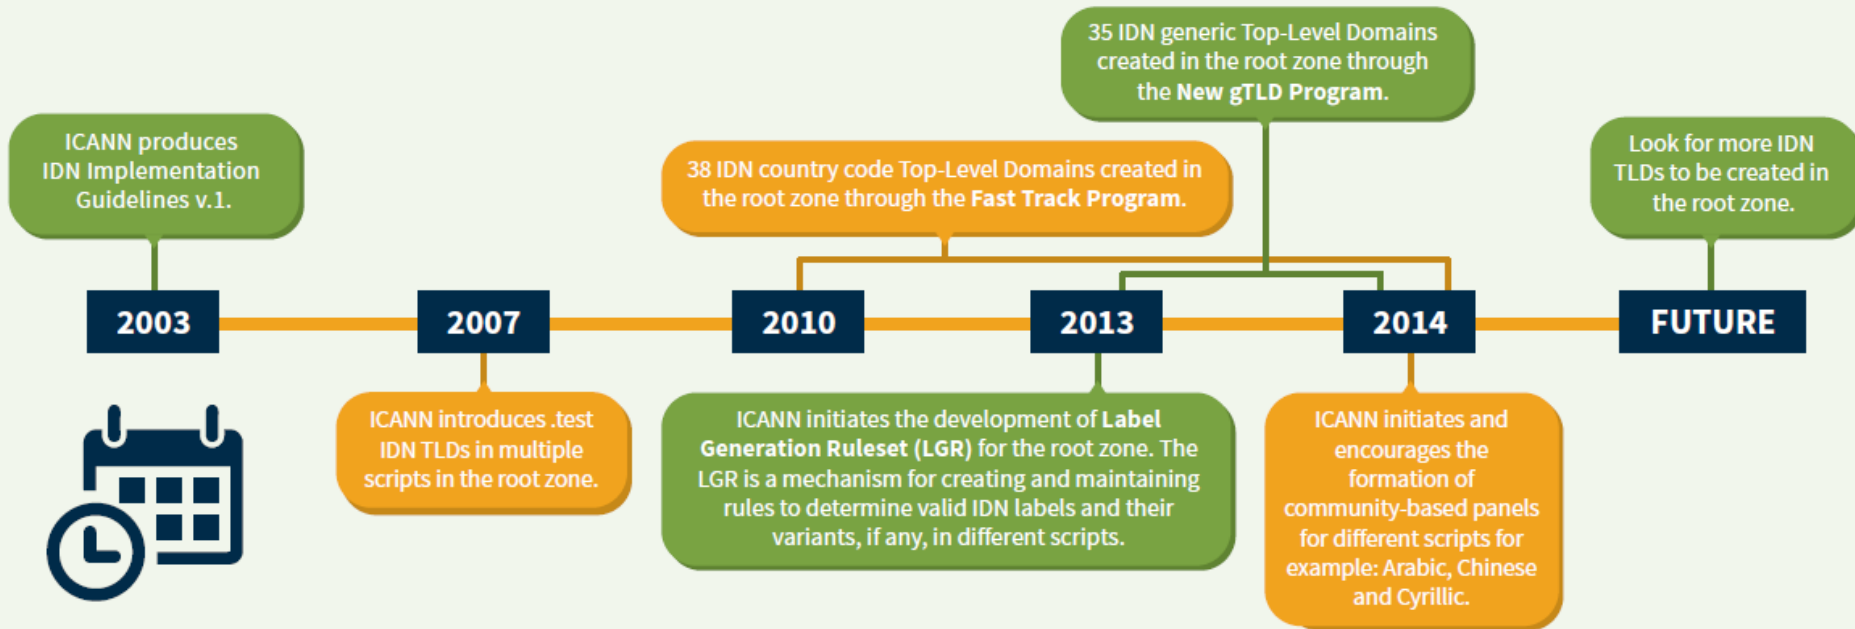 35 IDN generic Top-Level Domains
created in the root zone through
the New gTLD Program.
ICANN produces
IDN Implementation
Guidelines v.1.
38 IDN country code Top-Level Domains created in
the root zone through the Fast Track Program.
Look for more IDN
TLDs to be created in
the root zone.
2003
2007
2010
2013
2014
FUTURE
ICANN introduces .test
IDN TLDs in multiple
scripts in the root zone.
ICANN initiates the development of Label
Generation Ruleset (LGR) for the root zone. The
LGR is a mechanism for creating and maintaining
rules to determine valid IDN labels and their
variants, if any, in different scripts.
ICANN initiates and
encourages the
formation of
community-based panels
for different scripts for
example: Arabic, Chinese
and Cyrillic.